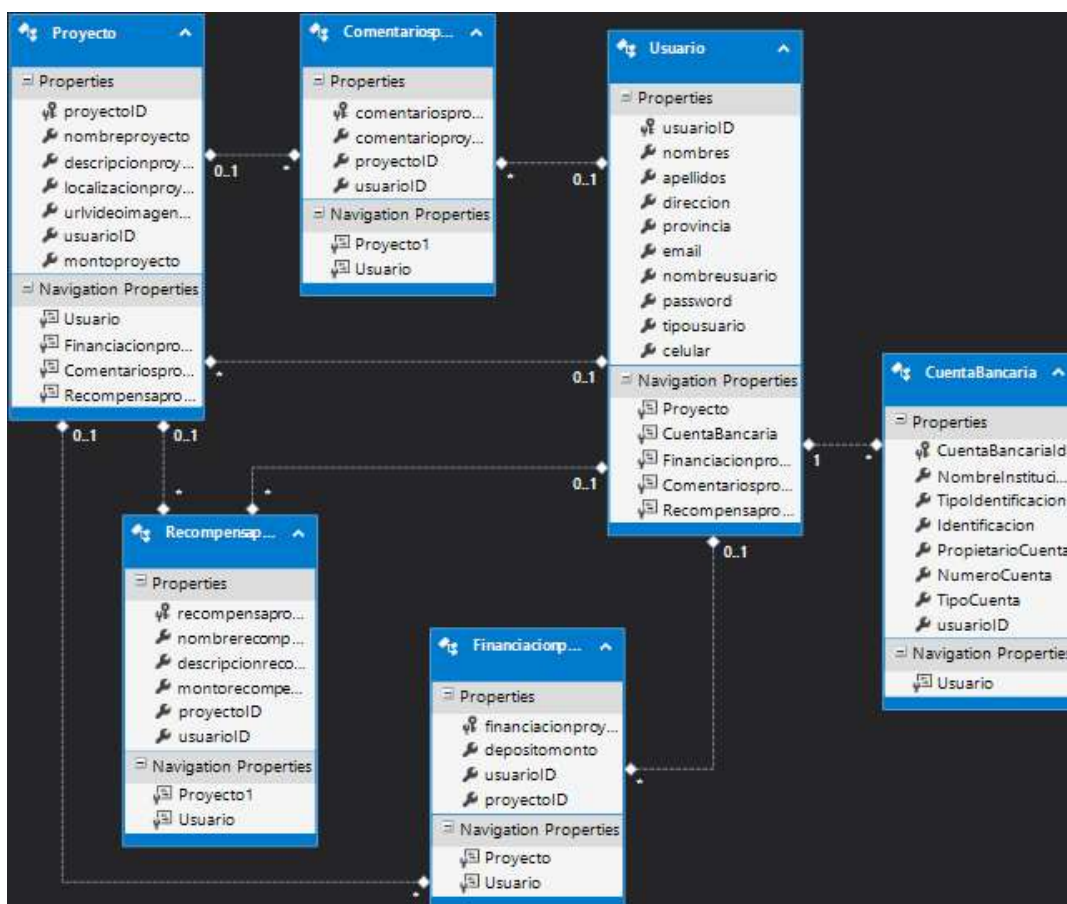 Proyecto
Properties
proyectoID
nombreproyecto
descripcionproy...
localizacionproy...
urlvideoimagen...
usuarioID
montoproyecto
Navigation Properties
Usuario
Financiacionpro...
Comentariospro...
Recompensapro...
Comentariosp...
Properties
comentariospro...
comentarioproy...
proyectoID
usuarioID
Navigation Properties
Proyecto1
Usuario
Usuario
Properties
usuarioID
nombres
apellidos
direccion
provincia
email
nombreusuario
password
tipousuario
celular
Navigation Properties
Proyecto
CuentaBancaria
Financiacionpro...
Comentariospro...
Recompensapro...
CuentaBancaria
Properties
CuentaBancariaId
NombreInstituci...
TipoIdentificacion
Identificacion
PropietarioCuenta
NumeroCuenta
TipoCuenta
usuarioID
Navigation Properties
Usuario
Recompensap...
Properties
recompensapro...
nombrerecomp...
descripcionreco...
montorecompe...
proyectoID
usuarioID
Navigation Properties
Proyecto1
Usuario
Financiacionp...
Properties
financiacionproy...
depositomonto
usuarioID
proyectoID
Navigation Properties
Proyecto
Usuario
0..1
*
*
0..1
*
0..1
0..1
0..1
*
*
0..1
1
*
0..1
*
*